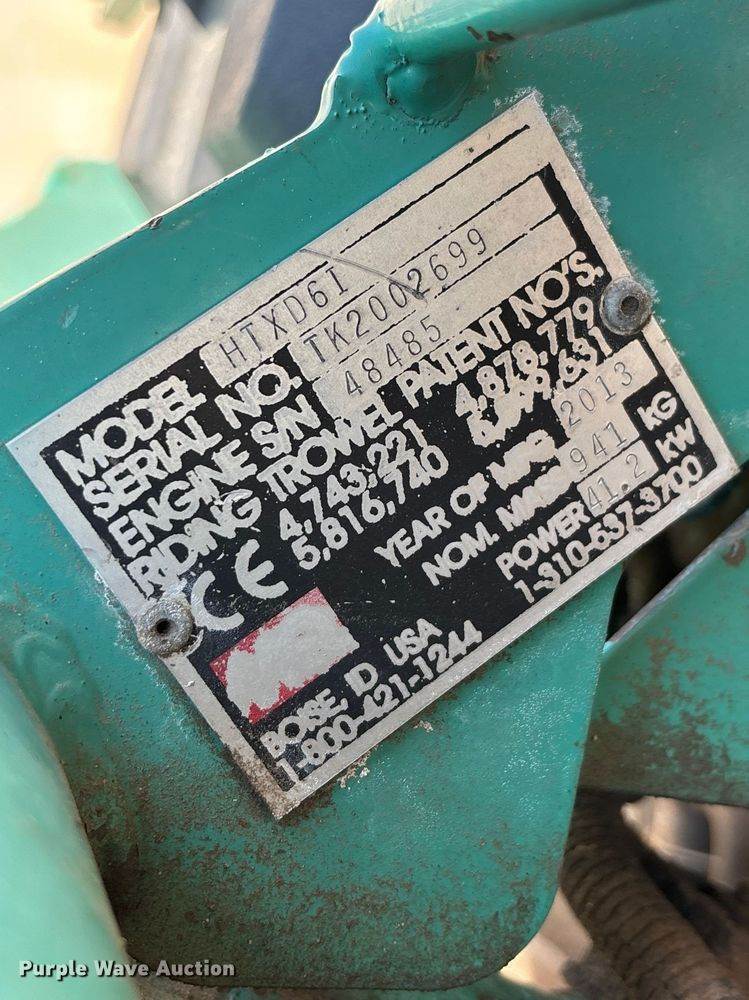 MODEL HTXD6I
SERIAL NO. TK2002699
ENGINE S/N 48485
RIDING TROWEL PATENT NO'S.
4,743,221 4,878,779
5,816,740
YEAR OF 2013
NOM. 941 KG
POWER 41.2 KW
1-310-637-3700
CE
BOISE, ID USA
1-800-421-1244
Purple Wave Auction